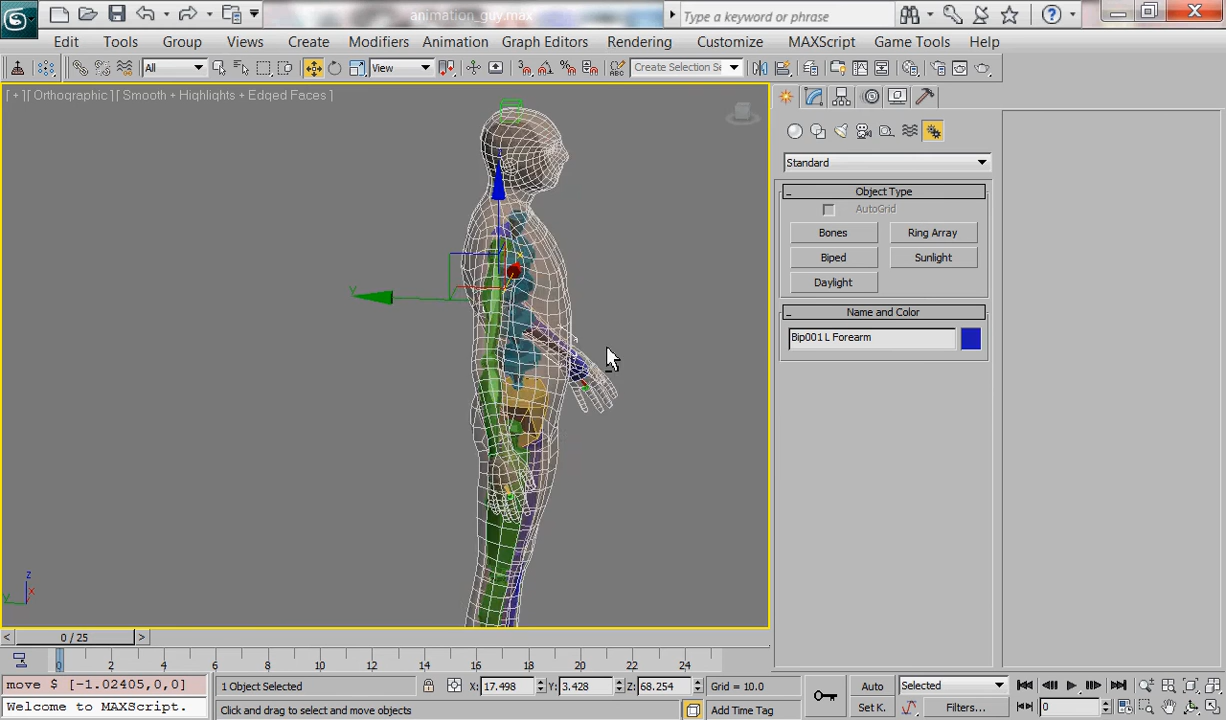 animation_guy.max
Type a keyword or phrase
Edit Tools Group Views Create Modifiers Animation Graph Editors Rendering Customize MAXScript Game Tools Help
All View Create Selection Se
[ + ][ Orthographic ][ Smooth + Highlights + Edged Faces ]
Standard
- Object Type
AutoGrid
Bones Ring Array
Biped Sunlight
Daylight
- Name and Color
Bip001 L Forearm
Y
z
x
y
< 0 / 25 >
0 2 4 6 8 10 12 14 16 18 20 22 24
move $ [-1.02405,0,0] 1 Object Selected X: 17.498 Y: 3.428 Z: 68.254 Grid = 10.0 Auto Selected
Welcome to MAXScript. Click and drag to select and move objects Add Time Tag Set K. Filters... 0